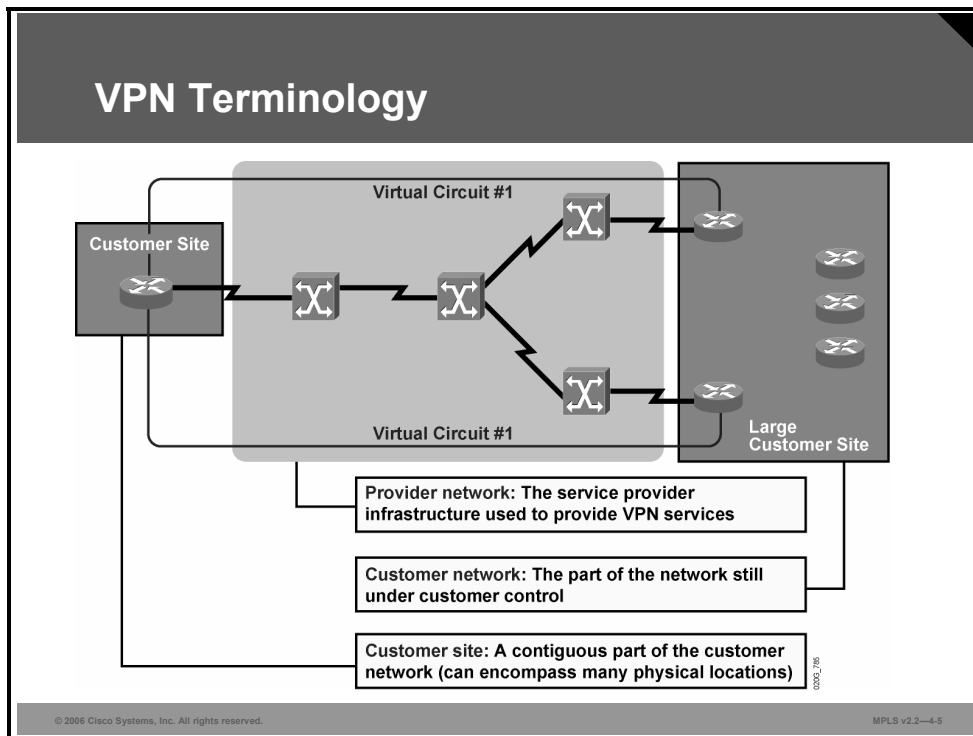 VPN Terminology
Virtual Circuit #1
Customer Site
Virtual Circuit #1
Large
Customer Site
Provider network: The service provider
infrastructure used to provide VPN services
Customer network: The part of the network still
under customer control
Customer site: A contiguous part of the customer
network (can encompass many physical locations)
020G_785
© 2006 Cisco Systems, Inc. All rights reserved.
MPLS v2.2—4-5